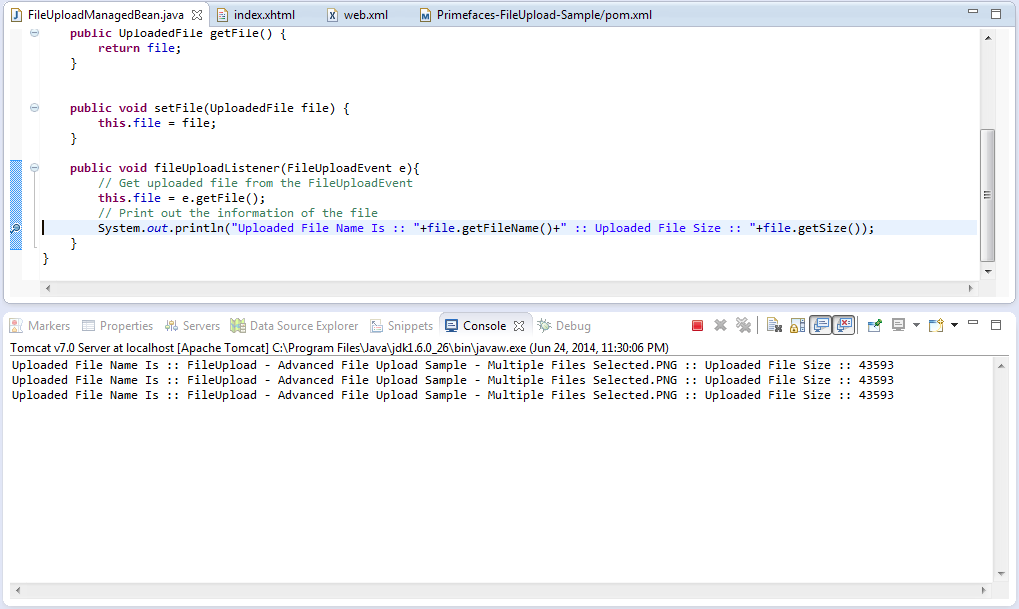 FileUploadManagedBean.java index.xhtml web.xml Primefaces-FileUpload-Sample/pom.xml
public UploadedFile getFile() {
return file;
}
public void setFile(UploadedFile file) {
this.file = file;
}
public void fileUploadListener(FileUploadEvent e){
// Get uploaded file from the FileUploadEvent
this.file = e.getFile();
// Print out the information of the file
System.out.println("Uploaded File Name Is :: "+file.getFileName()+" :: Uploaded File Size :: "+file.getSize());
}
}
Markers Properties Servers Data Source Explorer Snippets Console Debug
Tomcat v7.0 Server at localhost [Apache Tomcat] C:\Program Files\Java\jdk1.6.0_26\bin\javaw.exe (Jun 24, 2014, 11:30:06 PM)
Uploaded File Name Is :: FileUpload - Advanced File Upload Sample - Multiple Files Selected.PNG :: Uploaded File Size :: 43593
Uploaded File Name Is :: FileUpload - Advanced File Upload Sample - Multiple Files Selected.PNG :: Uploaded File Size :: 43593
Uploaded File Name Is :: FileUpload - Advanced File Upload Sample - Multiple Files Selected.PNG :: Uploaded File Size :: 43593